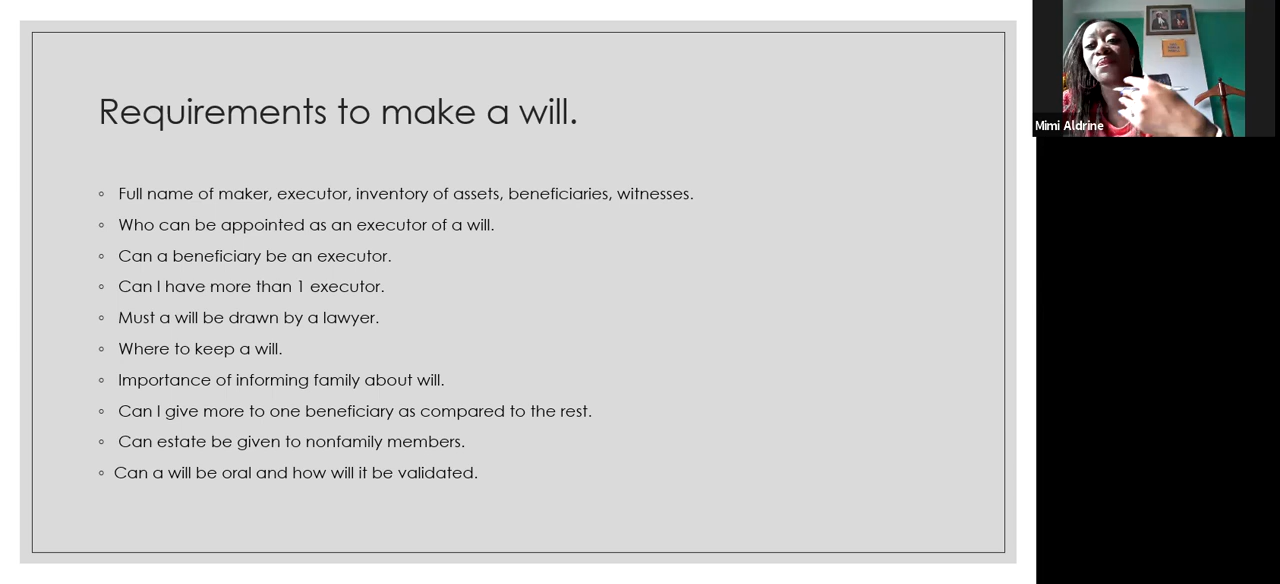 Requirements to make a will.
◦ Full name of maker, executor, inventory of assets, beneficiaries, witnesses.
◦ Who can be appointed as an executor of a will.
◦ Can a beneficiary be an executor.
◦ Can I have more than 1 executor.
◦ Must a will be drawn by a lawyer.
◦ Where to keep a will.
◦ Importance of informing family about will.
◦ Can I give more to one beneficiary as compared to the rest.
◦ Can estate be given to nonfamily members.
◦ Can a will be oral and how will it be validated.
Mimi Aldrine